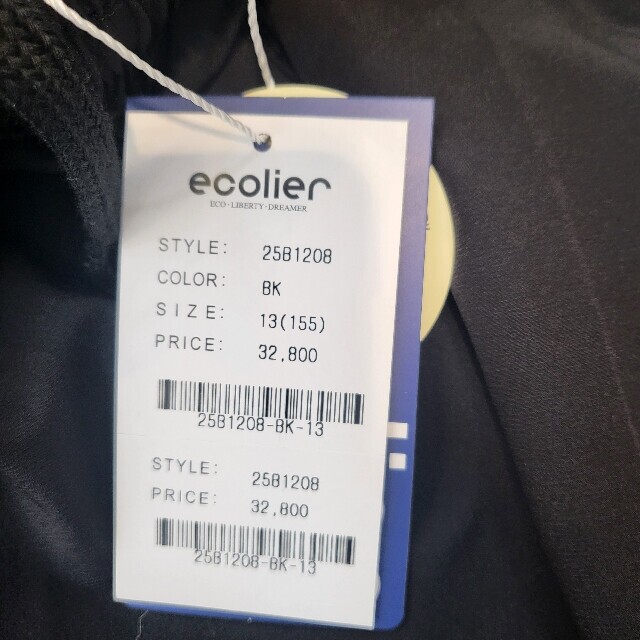 ecolier
ECO-LIBERTY-DREAMER
STYLE: 25B1208
COLOR: BK
SIZE: 13(155)
PRICE: 32,800
25B1208-BK-13
STYLE: 25B1208
PRICE: 32,800
25B1208-BK-13